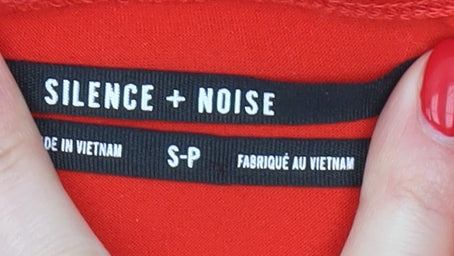 SILENCE + NOISE
DE IN VIETNAM S-P FABRIQUÉ AU VIETNAM